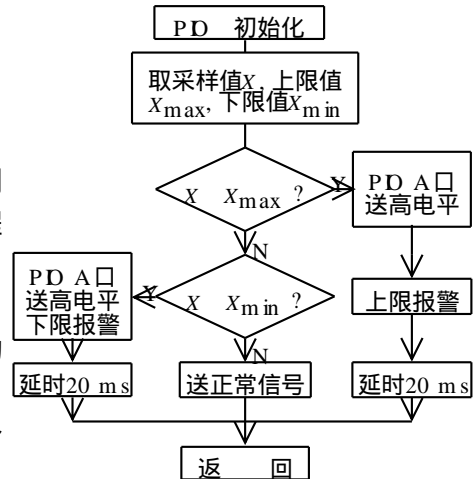 PIO 初始化
取采样值X, 上限值
Xmax, 下限值Xmin
X Xmax ?
Y
PIO A口
送高电平
N
PIO A口
送高电平
下限报警
Y
X Xmin ?
上限报警
N
延时20 ms
送正常信号
延时20 ms
返 回